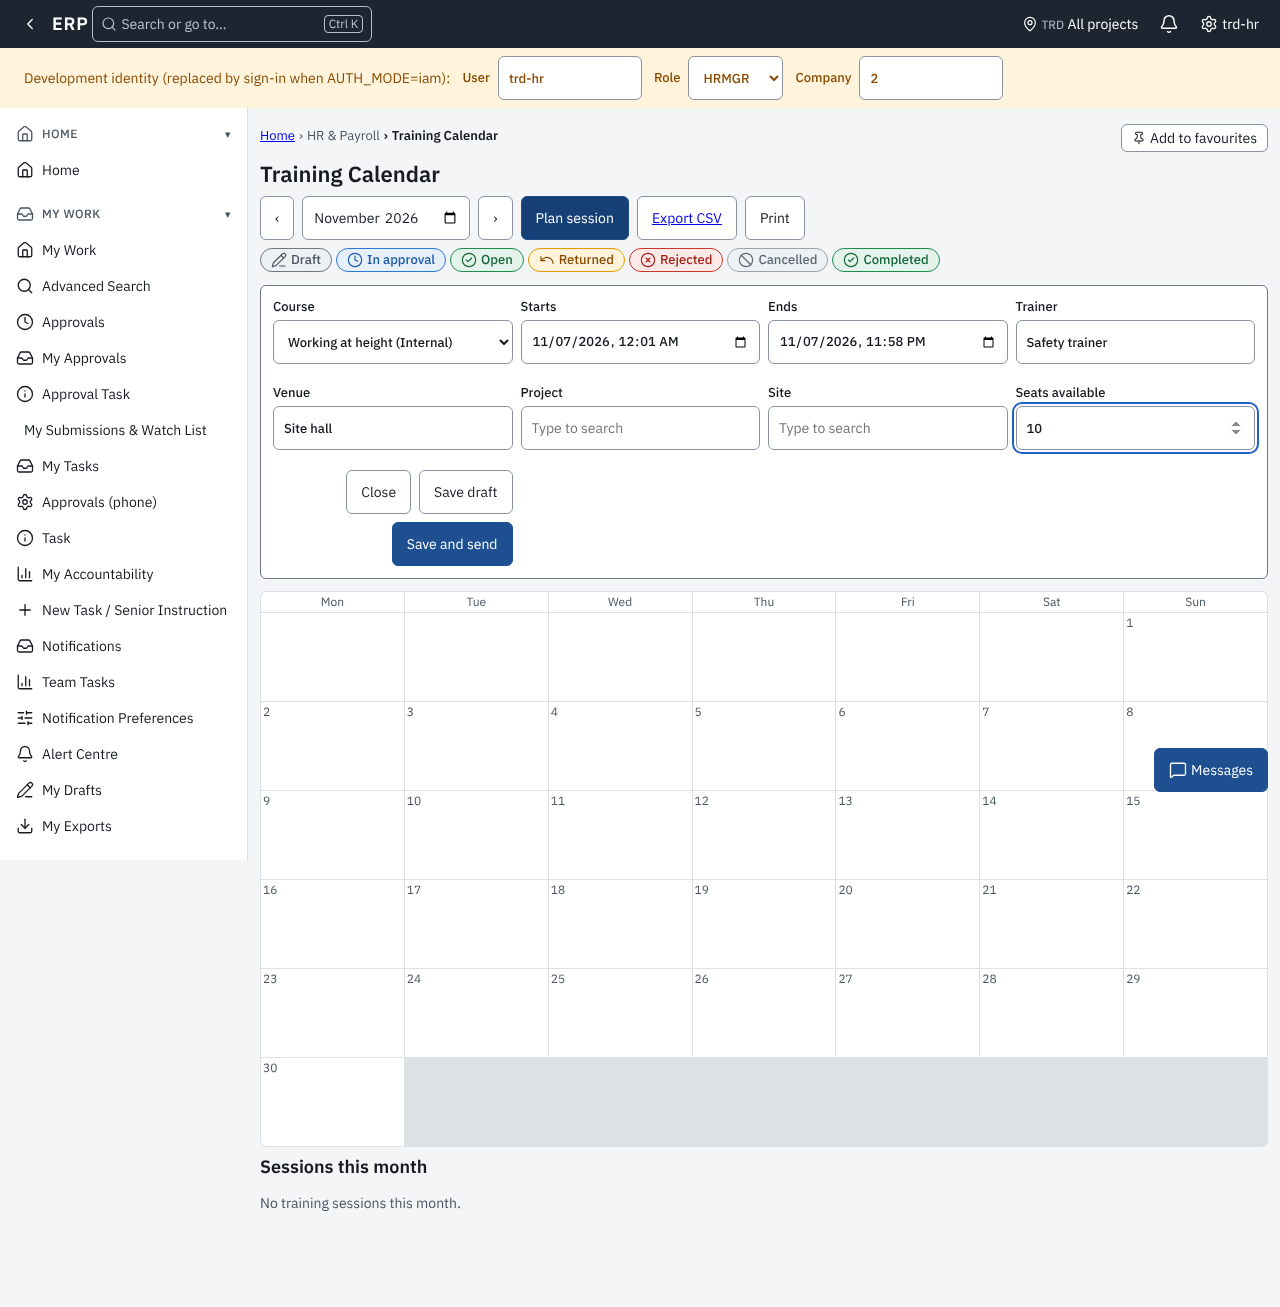 ERP Search or go to... Ctrl K TRD All projects trd-hr
Development identity (replaced by sign-in when AUTH_MODE=iam): User trd-hr Role HRMGR Company 2
HOME
Home
MY WORK
My Work
Advanced Search
Approvals
My Approvals
Approval Task
My Submissions & Watch List
My Tasks
Approvals (phone)
Task
My Accountability
New Task / Senior Instruction
Notifications
Team Tasks
Notification Preferences
Alert Centre
My Drafts
My Exports
Home › HR & Payroll › Training Calendar
Add to favourites
Training Calendar
‹ November 2026 › Plan session Export CSV Print
Draft In approval Open Returned Rejected Cancelled Completed
Course Starts Ends Trainer
Working at height (Internal) 11/07/2026, 12:01 AM 11/07/2026, 11:58 PM Safety trainer
Venue Project Site Seats available
Site hall Type to search Type to search 10
Close Save draft
Save and send
Mon Tue Wed Thu Fri Sat Sun
1
2 3 4 5 6 7 8
Messages
9 10 11 12 13 14 15
16 17 18 19 20 21 22
23 24 25 26 27 28 29
30
Sessions this month
No training sessions this month.